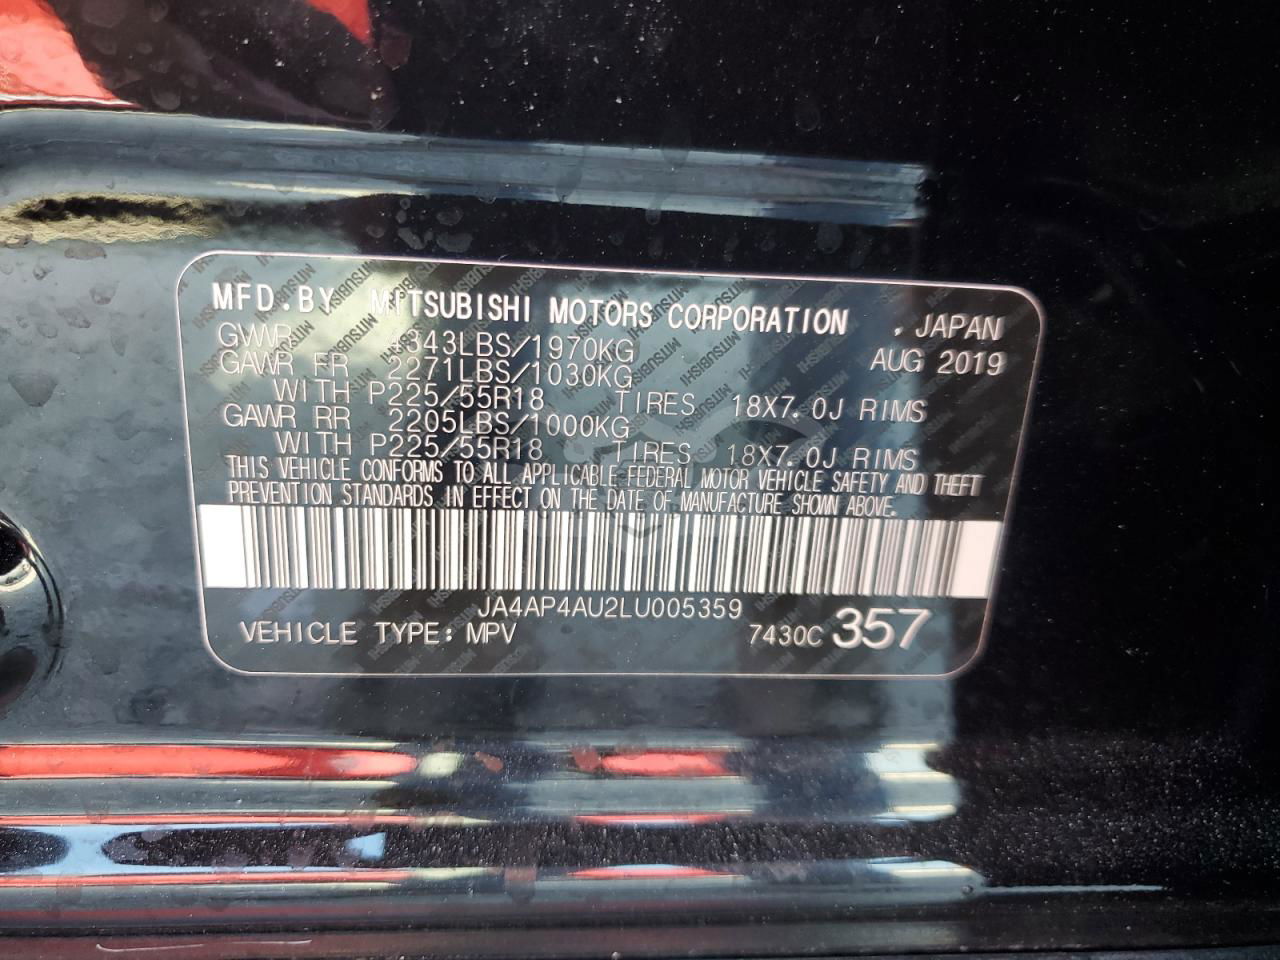 MFD. BY MITSUBISHI MOTORS CORPORATION , JAPAN
GVWR 4343LBS/1970KG AUG 2019
GAWR FR 2271LBS/1030KG
WITH P225/55R18 TIRES 18X7.0J RIMS
GAWR RR 2205LBS/1000KG
WITH P225/55R18 TIRES 18X7.0J RIMS
THIS VEHICLE CONFORMS TO ALL APPLICABLE FEDERAL MOTOR VEHICLE SAFETY AND THEFT
PREVENTION STANDARDS IN EFFECT ON THE DATE OF MANUFACTURE SHOWN ABOVE.
JA4AP4AU2LU005359
VEHICLE TYPE: MPV 7430C 357